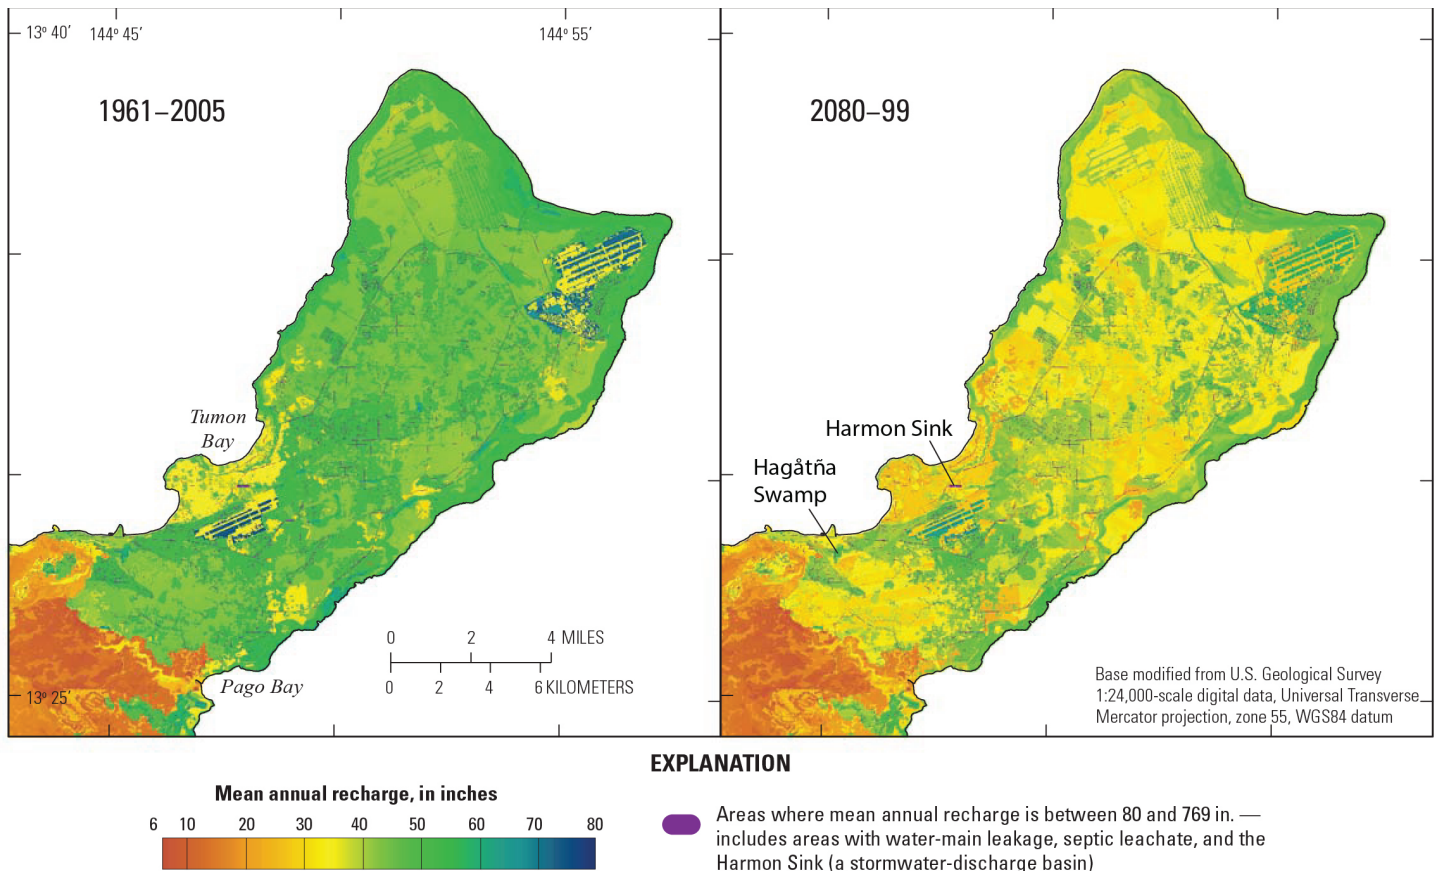 13º 40′
144º 45′
144º 55′
1961–2005
2080–99
Tumon
Bay
Harmon Sink
Hagåtña
Swamp
0 2 4 MILES
0 2 4 6 KILOMETERS
Pago Bay
13º 25′
Base modified from U.S. Geological Survey
1:24,000-scale digital data, Universal Transverse
Mercator projection, zone 55, WGS84 datum
EXPLANATION
Mean annual recharge, in inches
6 10 20 30 40 50 60 70 80
Areas where mean annual recharge is between 80 and 769 in. —
includes areas with water-main leakage, septic leachate, and the
Harmon Sink (a stormwater-discharge basin)